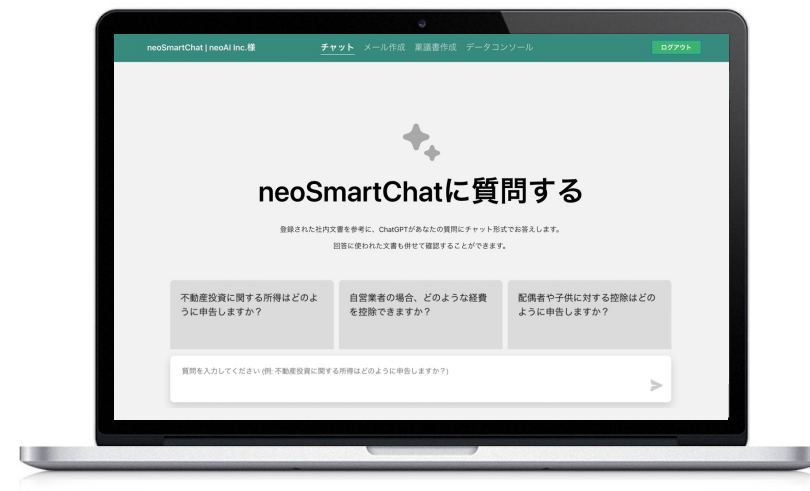 neoSmartChat | neoAI Inc.様 チャット メール作成 稟議書作成 データコンソール ログアウト
neoSmartChatに質問する
登録された社内文書を参考に、ChatGPTがあなたの質問にチャット形式でお答えします。
回答に使われた文書も併せて確認することができます。
不動産投資に関する所得はどのよ
うに申告しますか？
自営業者の場合、どのような経費
を控除できますか？
配偶者や子供に対する控除はどの
ように申告しますか？
質問を入力してください (例: 不動産投資に関する所得はどのように申告しますか？)